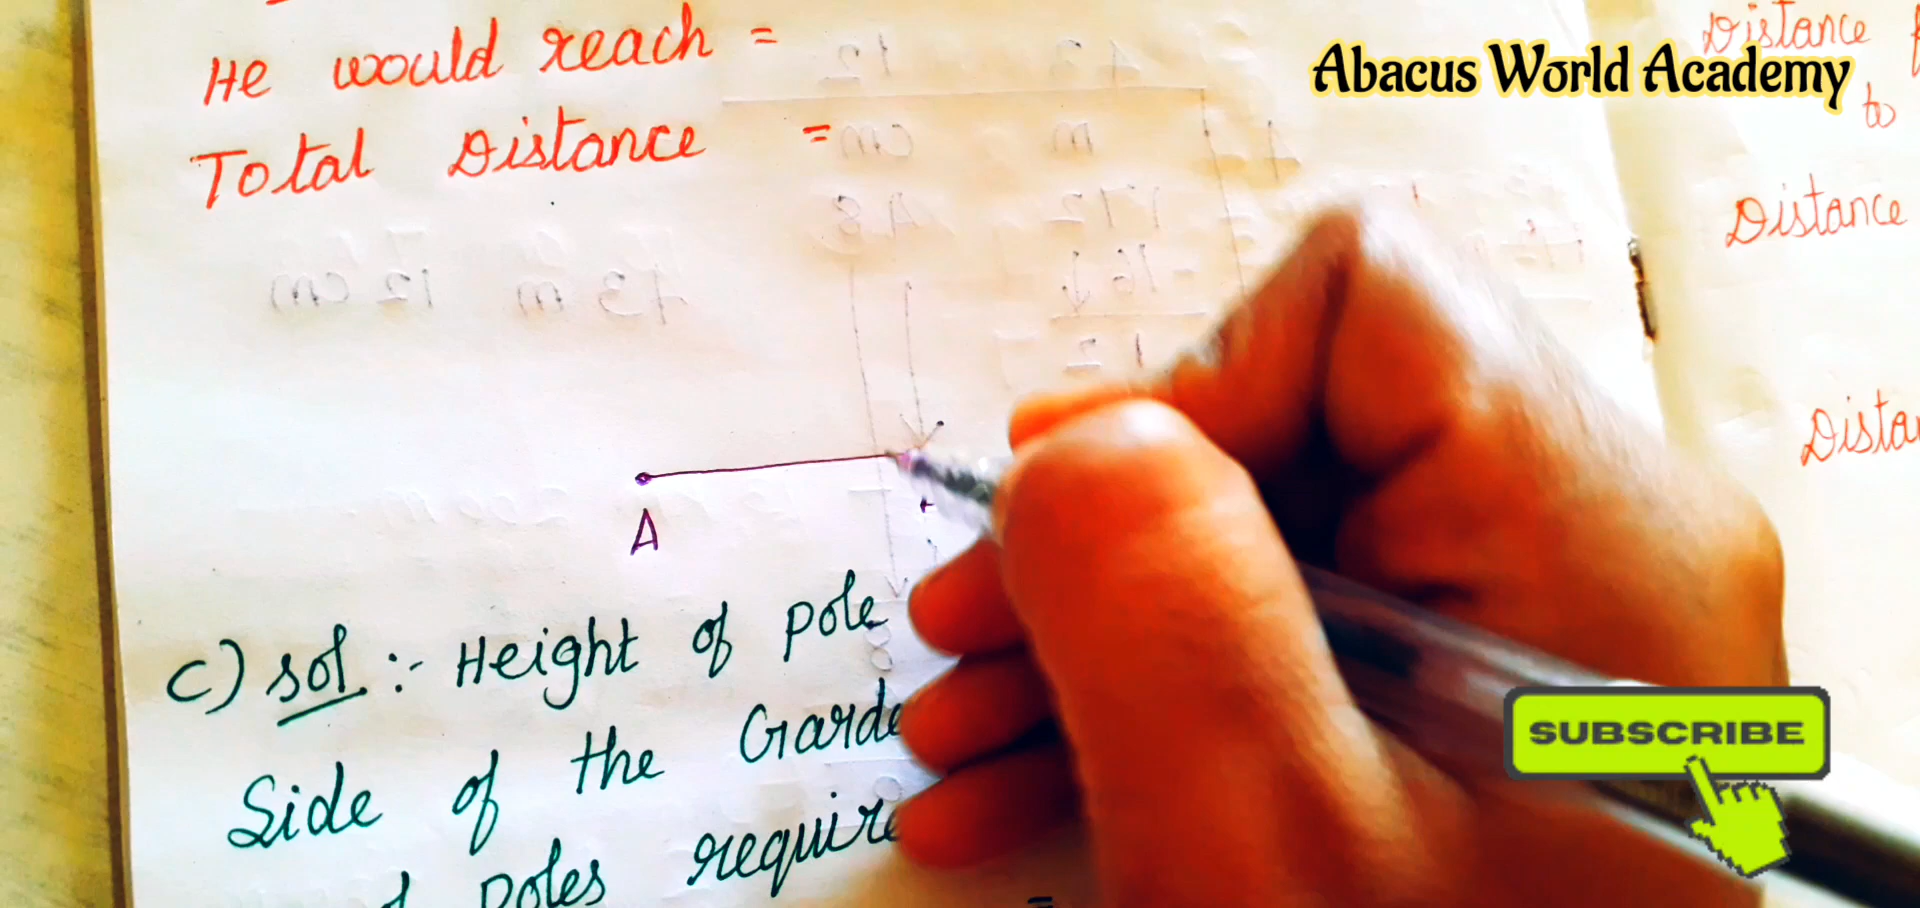 He would reach =
Total Distance =
A
c) sol :- Height of pole
Side of the Garde
Poles require
=
Distance
to
Distance
Dista
Abacus World Academy
SUBSCRIBE